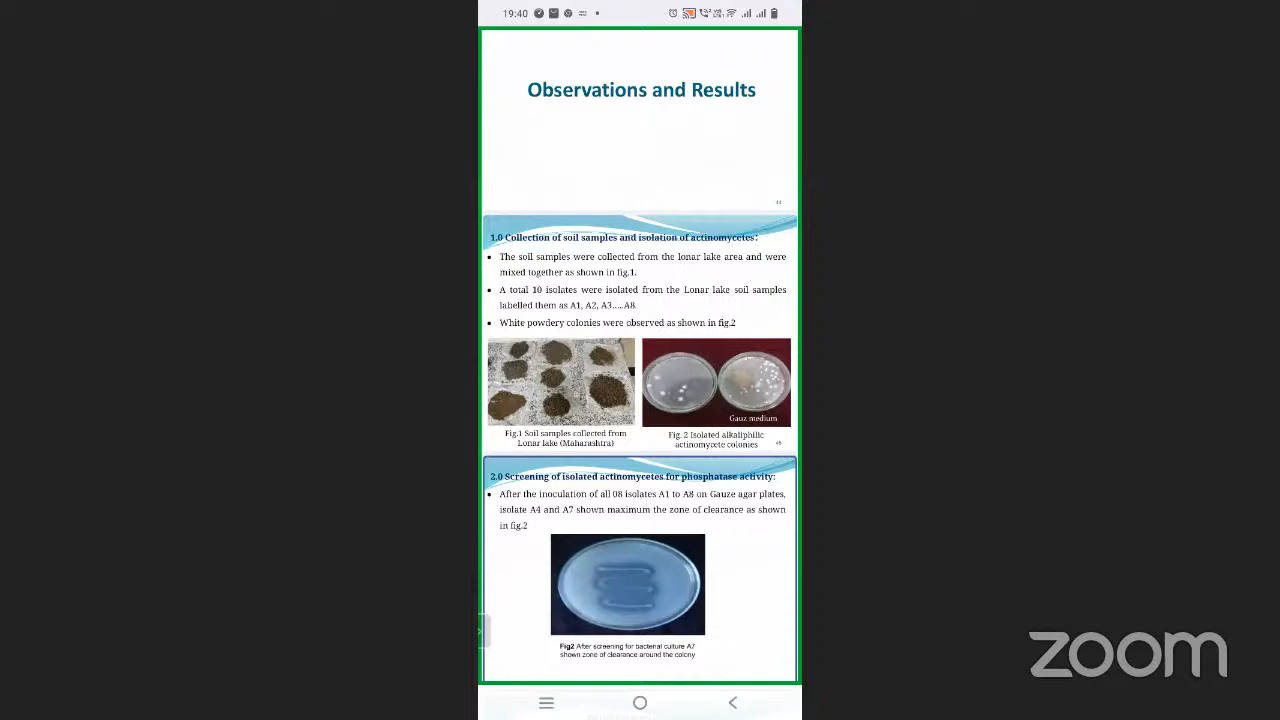 19:40
Observations and Results
44
1.0 Collection of soil samples and isolation of actinomycetes:
• The soil samples were collected from the lonar lake area and were
mixed together as shown in fig.1.
• A total 10 isolates were isolated from the Lonar lake soil samples
labelled them as A1, A2, A3.....A8.
• White powdery colonies were observed as shown in fig.2
Gauz medium
Fig.1 Soil samples collected from
Lonar lake (Maharashtra)
Fig. 2 Isolated alkaliphilic
actinomycete colonies
45
2.0 Screening of isolated actinomycetes for phosphatase activity:
• After the inoculation of all 08 isolates A1 to A8 on Gauze agar plates,
isolate A4 and A7 shown maximum the zone of clearance as shown
in fig.2
Fig2 After screening for bacterial culture A7
shown zone of clearance around the colony
zoom